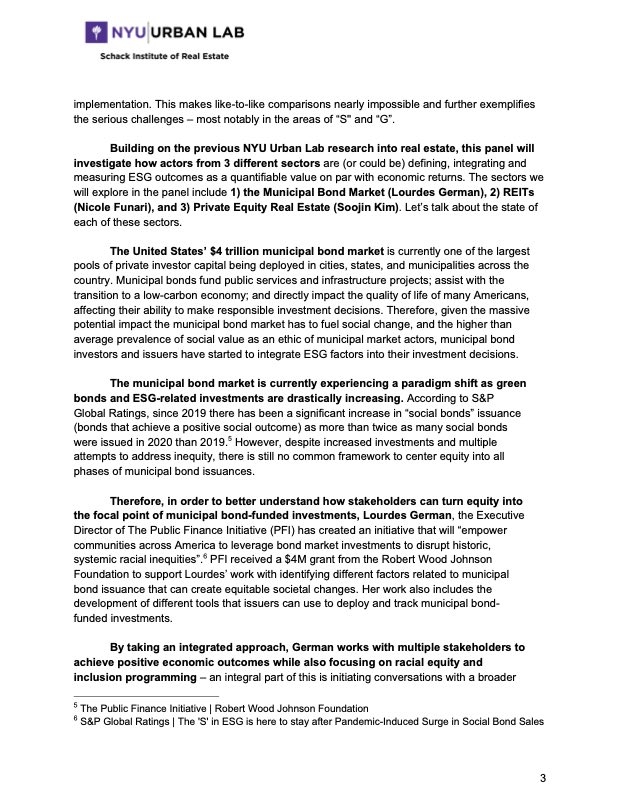 NYU URBAN LAB
Schack Institute of Real Estate
implementation. This makes like-to-like comparisons nearly impossible and further exemplifies
the serious challenges – most notably in the areas of “S" and “G”.
Building on the previous NYU Urban Lab research into real estate, this panel will
investigate how actors from 3 different sectors are (or could be) defining, integrating and
measuring ESG outcomes as a quantifiable value on par with economic returns. The sectors we
will explore in the panel include 1) the Municipal Bond Market (Lourdes German), 2) REITs
(Nicole Funari), and 3) Private Equity Real Estate (Soojin Kim). Let’s talk about the state of
each of these sectors.
The United States’ $4 trillion municipal bond market is currently one of the largest
pools of private investor capital being deployed in cities, states, and municipalities across the
country. Municipal bonds fund public services and infrastructure projects; assist with the
transition to a low-carbon economy; and directly impact the quality of life of many Americans,
affecting their ability to make responsible investment decisions. Therefore, given the massive
potential impact the municipal bond market has to fuel social change, and the higher than
average prevalence of social value as an ethic of municipal market actors, municipal bond
investors and issuers have started to integrate ESG factors into their investment decisions.
The municipal bond market is currently experiencing a paradigm shift as green
bonds and ESG-related investments are drastically increasing. According to S&P
Global Ratings, since 2019 there has been a significant increase in “social bonds” issuance
(bonds that achieve a positive social outcome) as more than twice as many social bonds
were issued in 2020 than 2019.5 However, despite increased investments and multiple
attempts to address inequity, there is still no common framework to center equity into all
phases of municipal bond issuances.
Therefore, in order to better understand how stakeholders can turn equity into
the focal point of municipal bond-funded investments, Lourdes German, the Executive
Director of The Public Finance Initiative (PFI) has created an initiative that will “empower
communities across America to leverage bond market investments to disrupt historic,
systemic racial inequities”.6 PFI received a $4M grant from the Robert Wood Johnson
Foundation to support Lourdes’ work with identifying different factors related to municipal
bond issuance that can create equitable societal changes. Her work also includes the
development of different tools that issuers can use to deploy and track municipal bond-
funded investments.
By taking an integrated approach, German works with multiple stakeholders to
achieve positive economic outcomes while also focusing on racial equity and
inclusion programming – an integral part of this is initiating conversations with a broader
5 The Public Finance Initiative | Robert Wood Johnson Foundation
6 S&P Global Ratings | The 'S' in ESG is here to stay after Pandemic-Induced Surge in Social Bond Sales
3